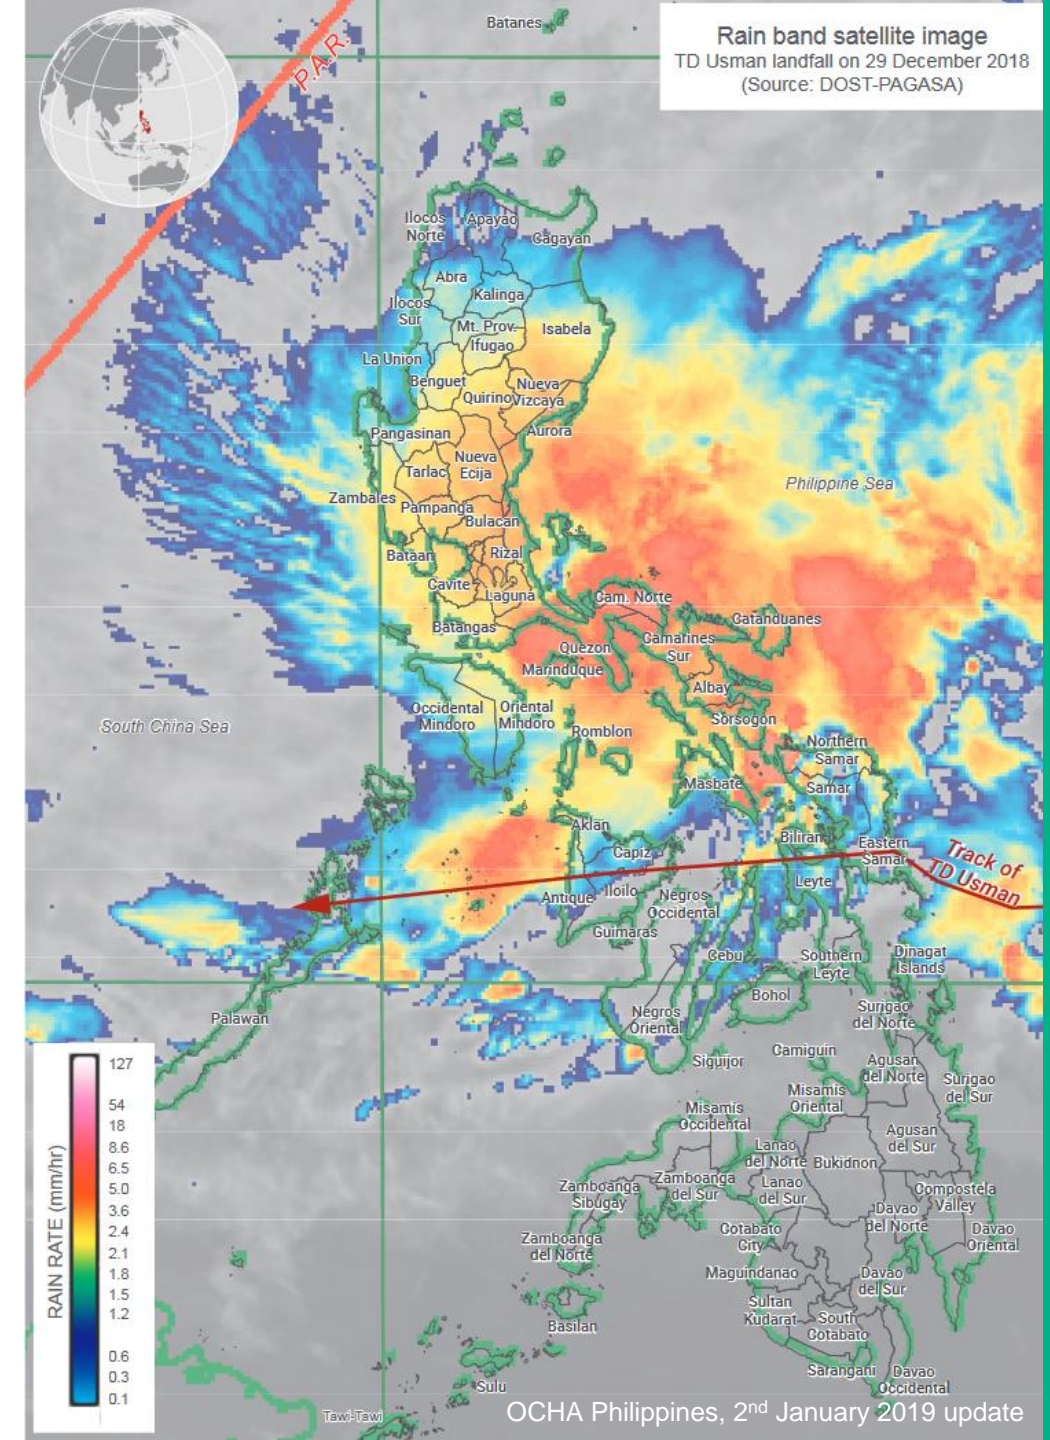 Batanes
Rain band satellite image
TD Usman landfall on 29 December 2018
(Source: DOST-PAGASA)
P.A.R.
Ilocos
Norte
Apayao
Cagayan
Abra
Kalinga
Ilocos
Sur
Mt. Prov.
Isabela
Ifugao
La Union
Benguet
Nueva
Vizcaya
Quirino
Aurora
Pangasinan
Nueva
Ecija
Tarlac
Philippine Sea
Zambales
Pampanga
Bulacan
Bataan
Rizal
Cavite
Laguna
Cam. Norte
Catanduanes
Batangas
Quezon
Camarines
Sur
Marinduque
Albay
Occidental
Mindoro
Oriental
Mindoro
Sorsogon
South China Sea
Romblon
Northern
Samar
Masbate
Samar
Aklan
Biliran
Eastern
Samar
Capiz
Track of
TD Usman
Leyte
Antique
Iloilo
Negros
Occidental
Guimaras
Cebu
Southern
Leyte
Dinagat
Islands
Bohol
Palawan
Negros
Oriental
Surigao
del Norte
Siguijor
Camiguin
Agusan
del Norte
Surigao
del Sur
Misamis
Oriental
Misamis
Occidental
Agusan
del Sur
Lanao
del Norte
Bukidnon
Zamboanga
Sibugay
Zamboanga
del Sur
Lanao
del Sur
Compostela
Valley
Davao
del Norte
Cotabato
City
Davao
Oriental
Zamboanga
del Norte
Maguindanao
Davao
del Sur
Sultan
Kudarat
South
Cotabato
Basilan
Sarangani
Davao
Occidental
Sulu
Tawi-Tawi
RAIN RATE (mm/hr)
127
54
18
8.6
6.5
5.0
3.6
2.4
2.1
1.8
1.5
1.2
0.6
0.3
0.1
OCHA Philippines, 2nd January 2019 update